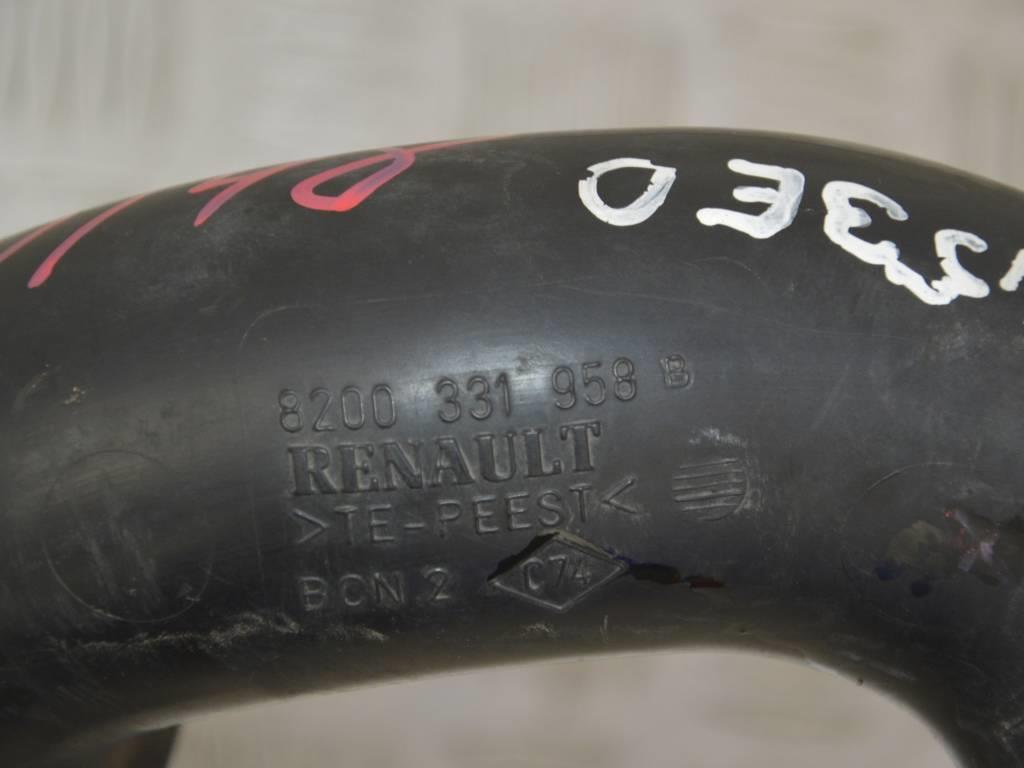 8200 331 958 B
RENAULT
>TE-PEEST<
BCN 2 C74